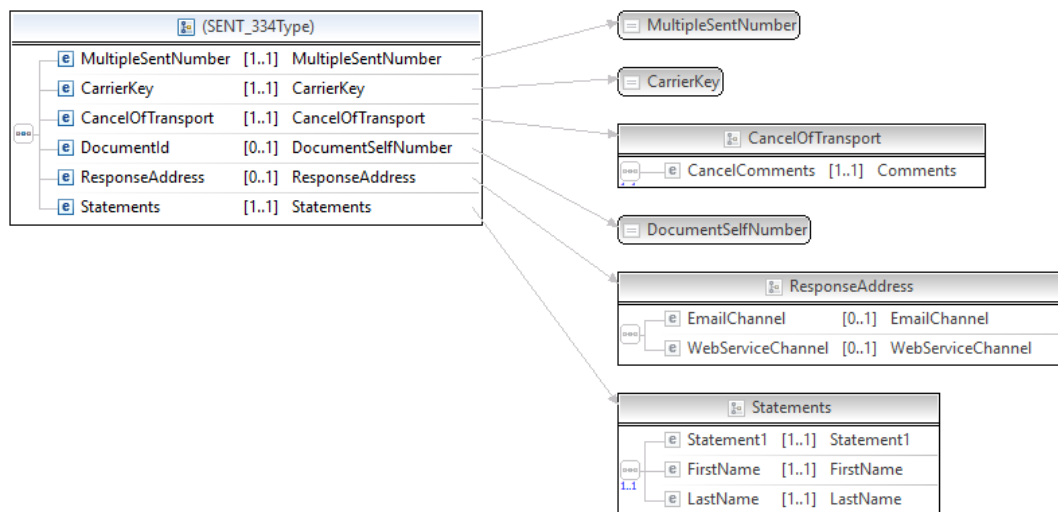 (SENT_334Type)
MultipleSentNumber [1..1] MultipleSentNumber
CarrierKey [1..1] CarrierKey
CancelOfTransport [1..1] CancelOfTransport
DocumentId [0..1] DocumentSelfNumber
ResponseAddress [0..1] ResponseAddress
Statements [1..1] Statements
MultipleSentNumber
CarrierKey
CancelOfTransport
CancelComments [1..1] Comments
DocumentSelfNumber
ResponseAddress
EmailChannel [0..1] EmailChannel
WebServiceChannel [0..1] WebServiceChannel
Statements
Statement1 [1..1] Statement1
FirstName [1..1] FirstName
1..1
LastName [1..1] LastName